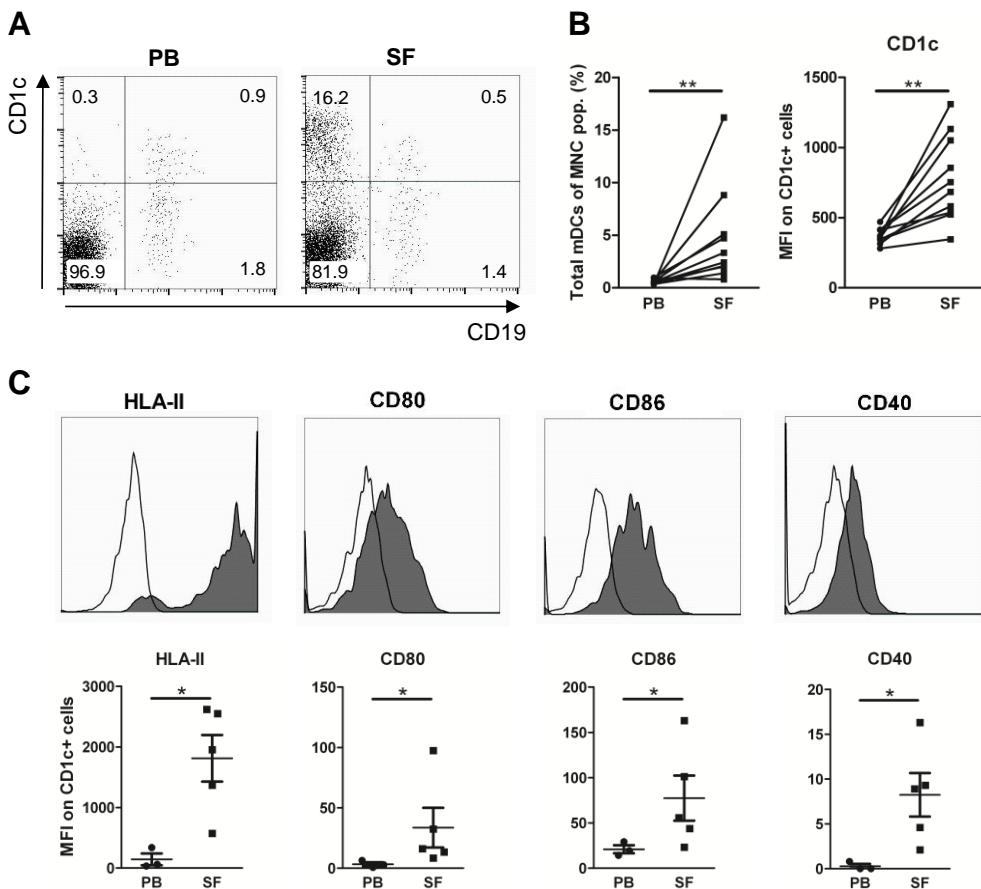 A
PB
SF
CD1c
0.3
0.9
96.9
1.8
16.2
0.5
81.9
1.4
CD19
B
Total mDCs of MNC pop. (%)
20
15
10
5
0
**
PB
SF
CD1c
MFI on CD1c+ cells
1500
1000
500
0
**
PB
SF
C
HLA-II
CD80
CD86
CD40
HLA-II
MFI on CD1c+ cells
3000
2000
1000
0
*
PB
SF
CD80
150
100
50
0
*
PB
SF
CD86
200
150
100
50
0
*
PB
SF
CD40
20
15
10
5
0
*
PB
SF